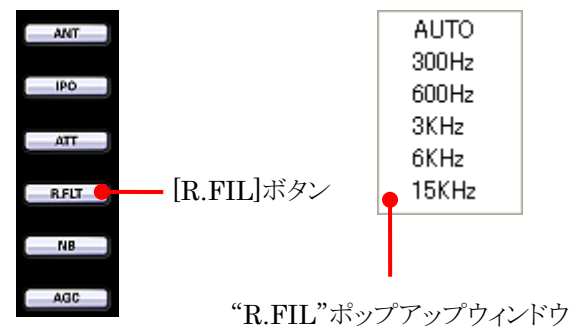 ANT
IPO
ATT
R.FLT
NB
AGC
[R.FIL]ボタン
AUTO
300Hz
600Hz
3KHz
6KHz
15KHz
“R.FIL”ポップアップウィンドウ